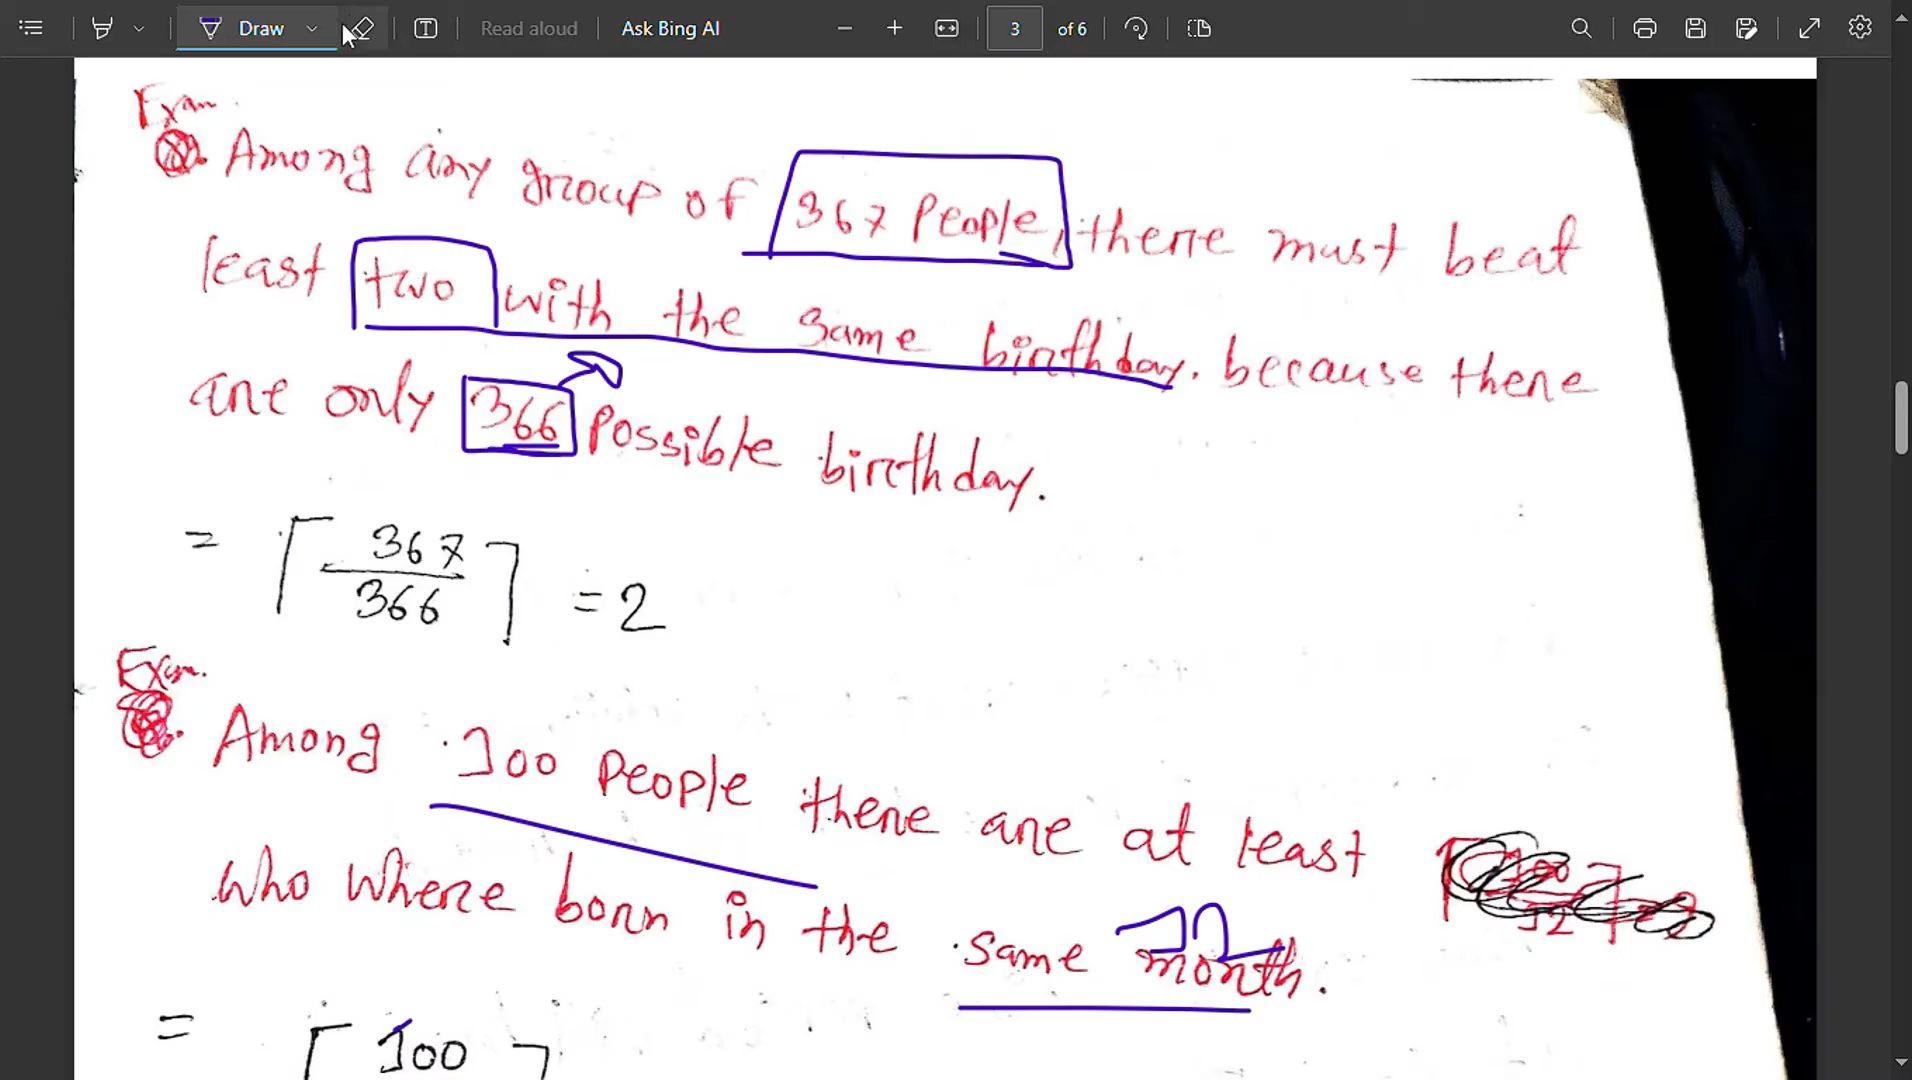 Draw
Read aloud
Ask Bing AI
3 of 6
Exam.
Among any group of 367 People, there must beat
least two with the same birthday. because there
are only 366 Possible birthday.
= ⌈367/366⌉ = 2
Exam.
Among 100 People there are at least
who where born in the same month.
12
= ⌈100⌉